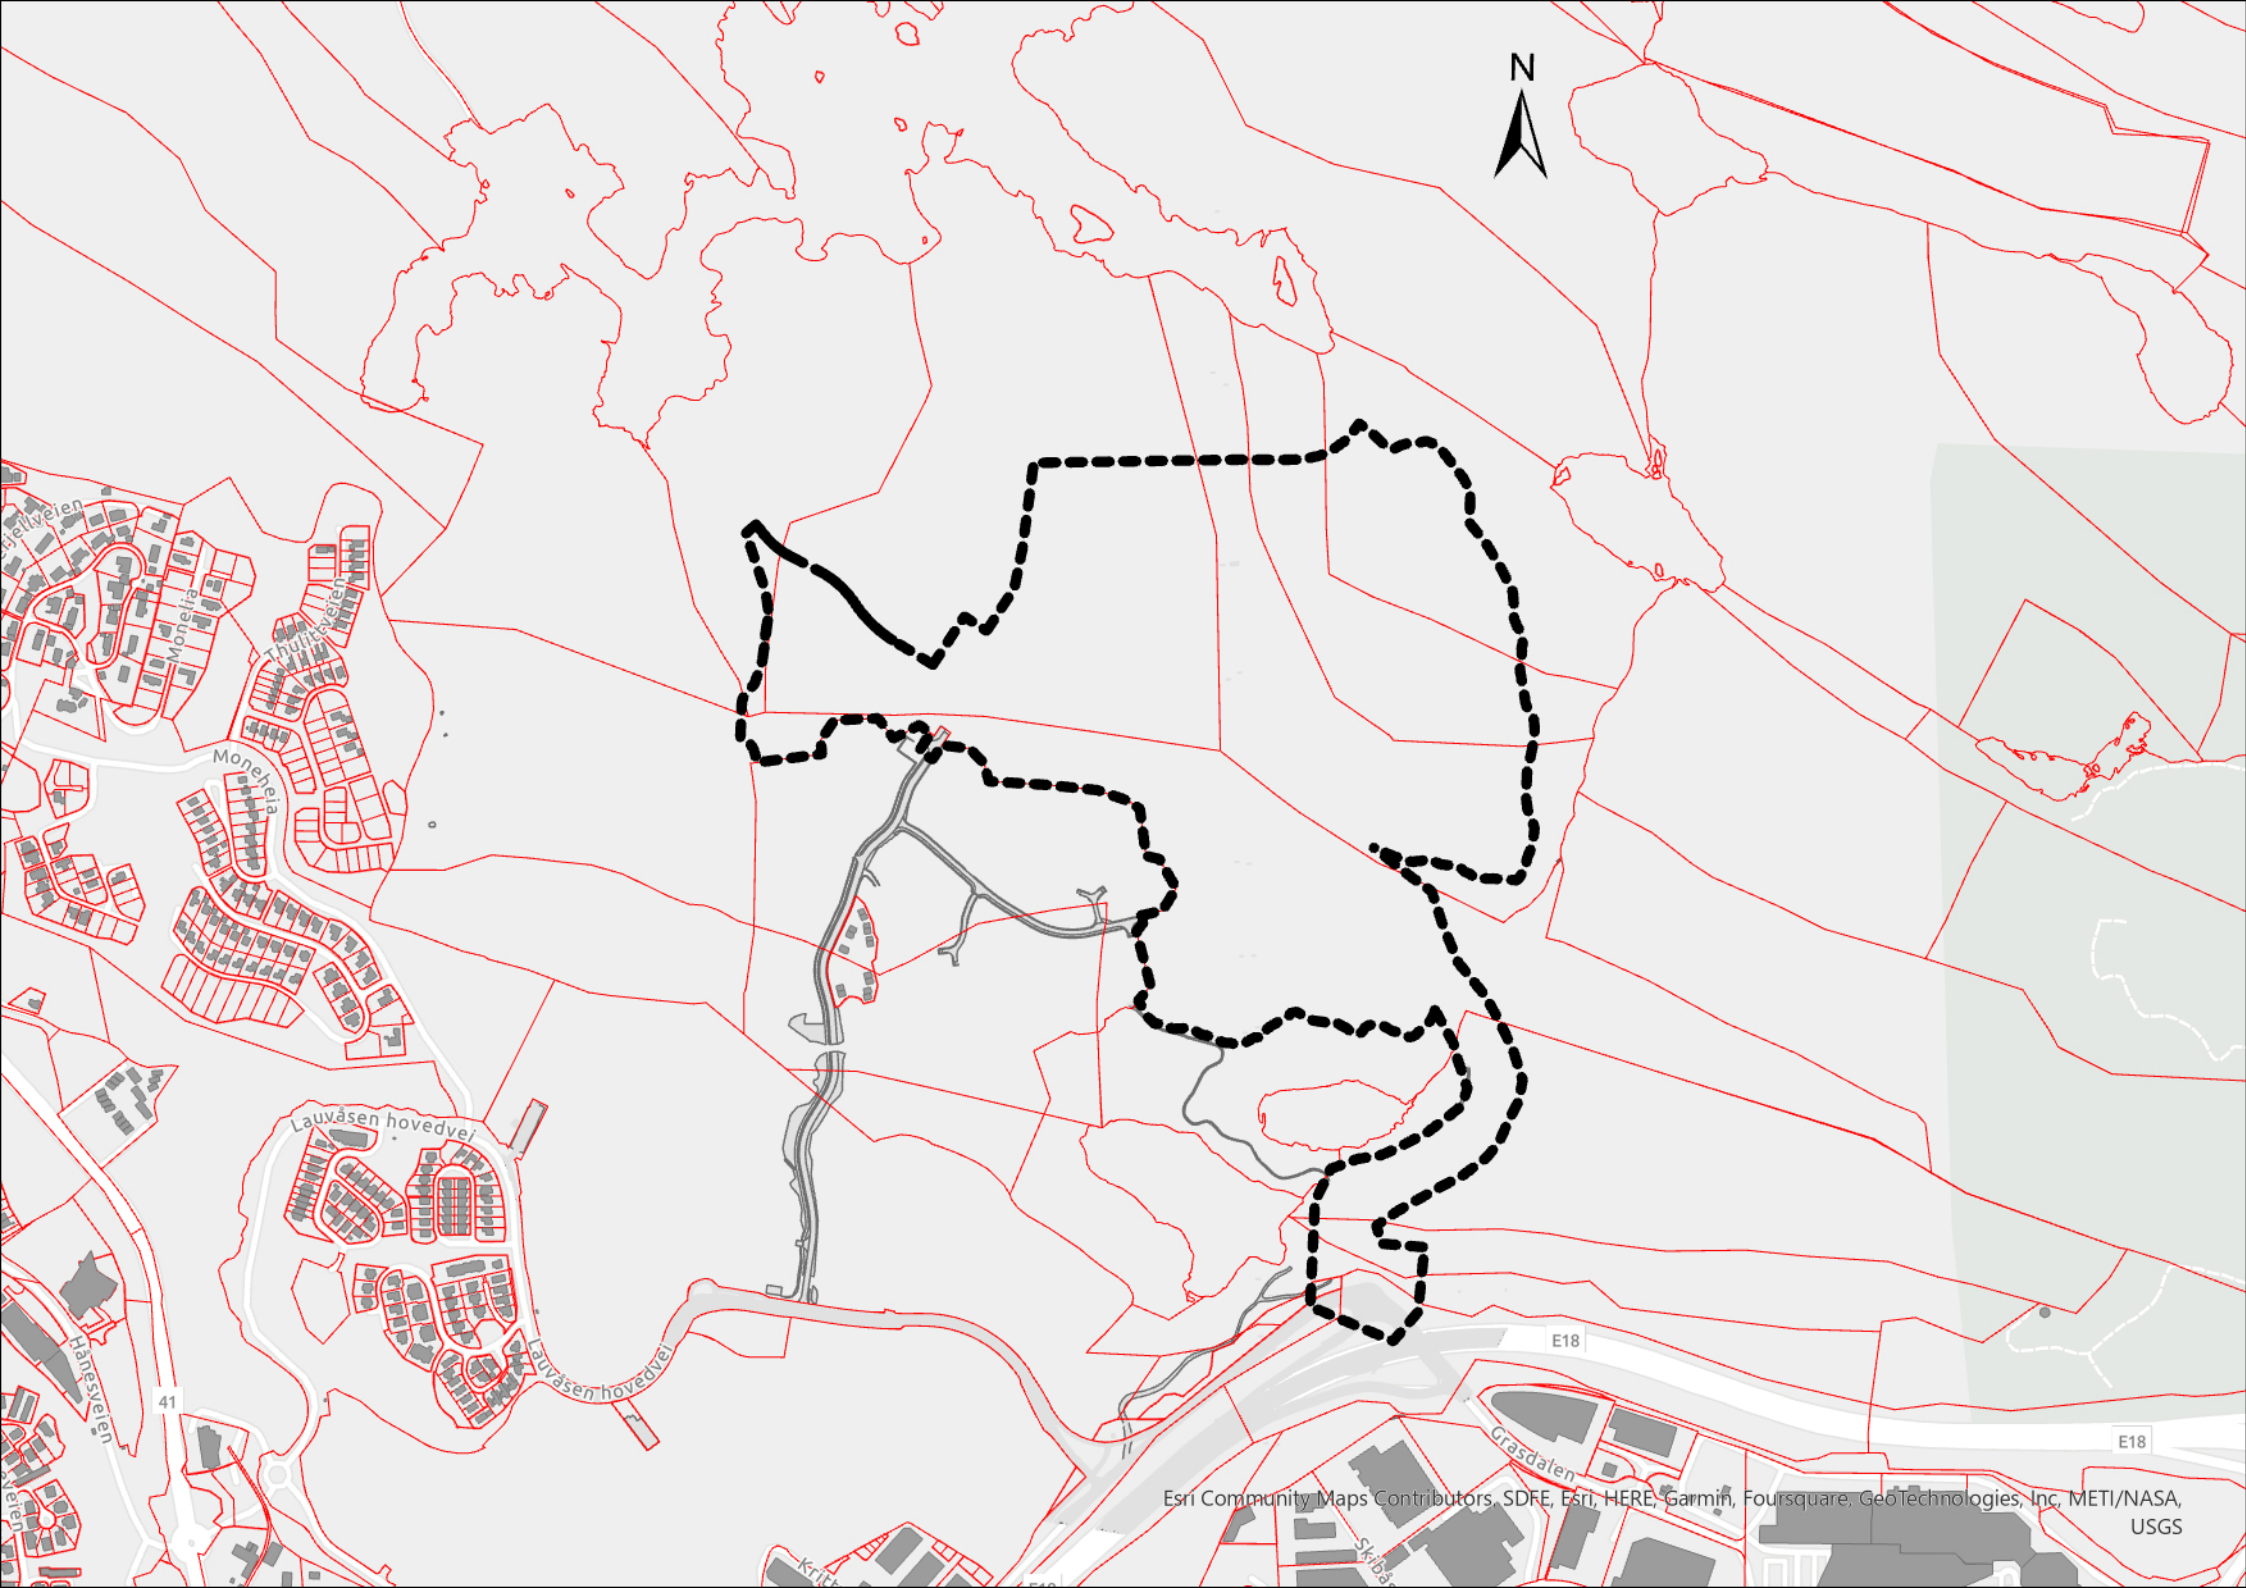 N
Monelia
Thulittveien
Moneheia
Lauvåsen hovedvei
Lauvåsen hovedvei
Hånesveien
41
E18
E18
Grasdalen
Esri Community Maps Contributors, SDFE, Esri, HERE, Garmin, Foursquare, GeoTechnologies, Inc, METI/NASA,
USGS